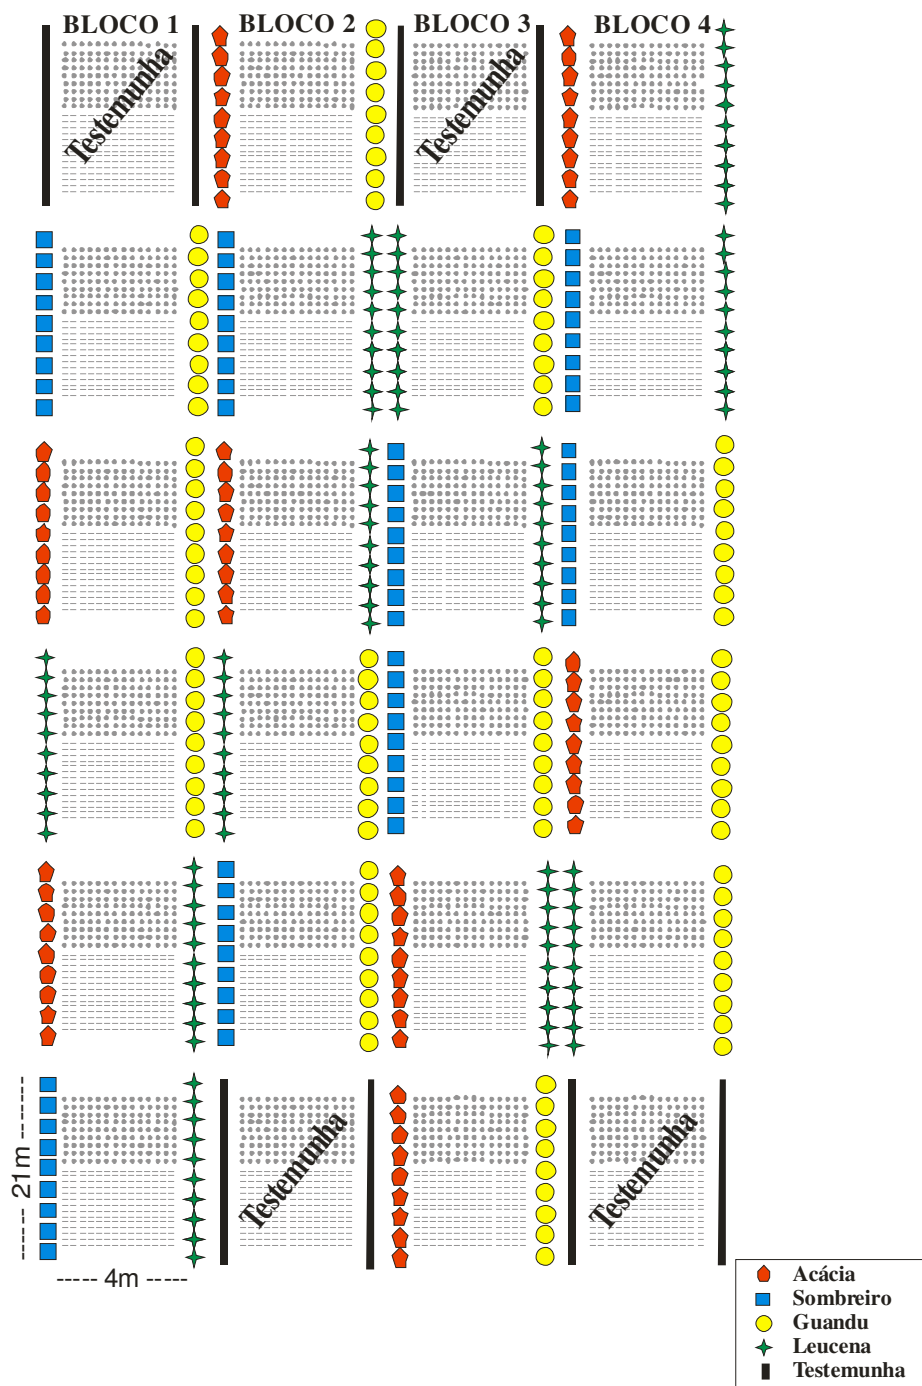 BLOCO 1 BLOCO 2 BLOCO 3 BLOCO 4
Testemunha Testemunha
21m
Testemunha Testemunha
4m
Acácia
Sombreiro
Guandu
Leucena
Testemunha